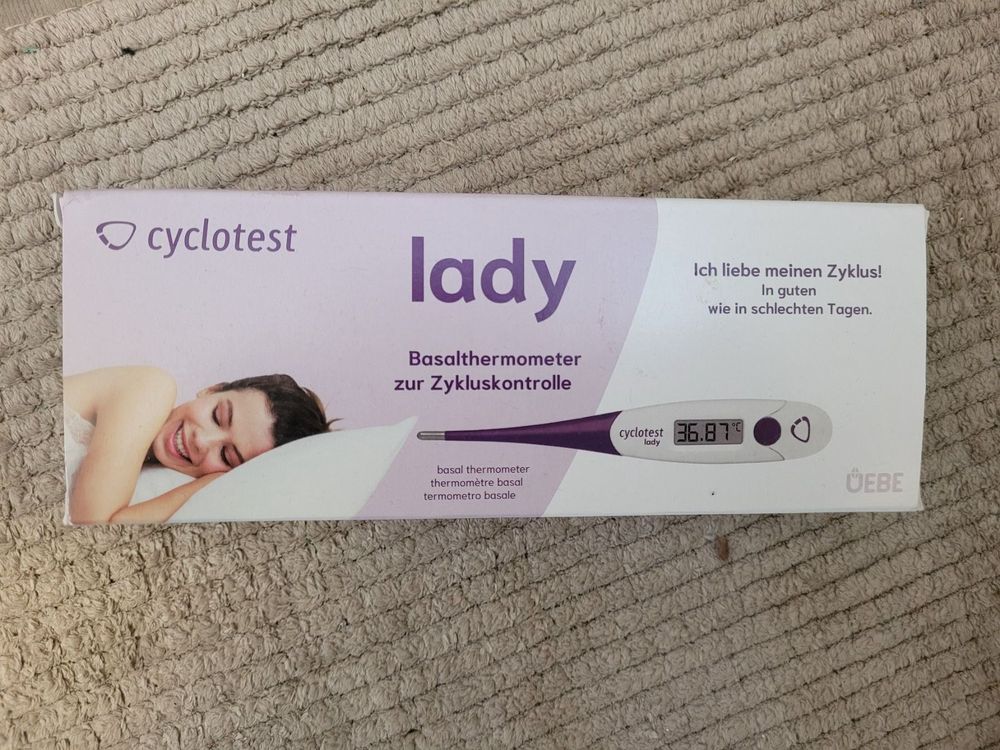 cyclotest
lady
Ich liebe meinen Zyklus!
In guten
wie in schlechten Tagen.
Basalthermometer
zur Zykluskontrolle
basal thermometer
thermomètre basal
termometro basale
cyclotest
lady
36.87 °C
UEBE